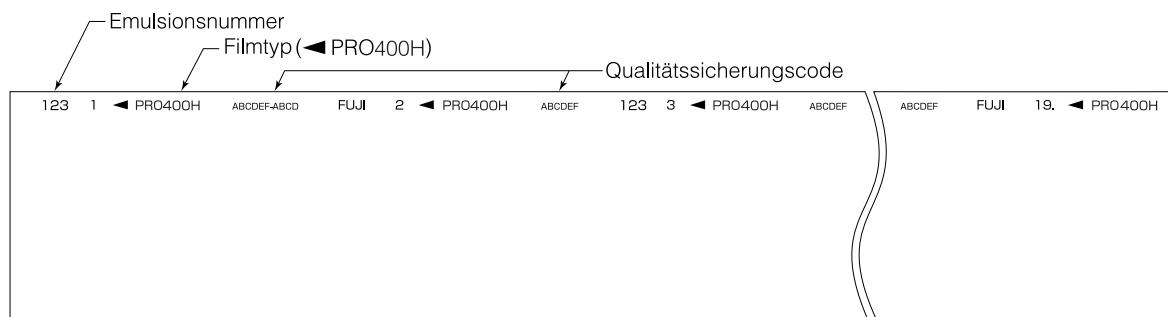 Emulsionsnummer
Filmtyp (◄ PRO400H)
Qualitätssicherungscode
123 1 ◄ PRO400H ABCDEF-ABCD FUJI 2 ◄ PRO400H ABCDEF 123 3 ◄ PRO400H ABCDEF ABCDEF FUJI 19. ◄ PRO400H